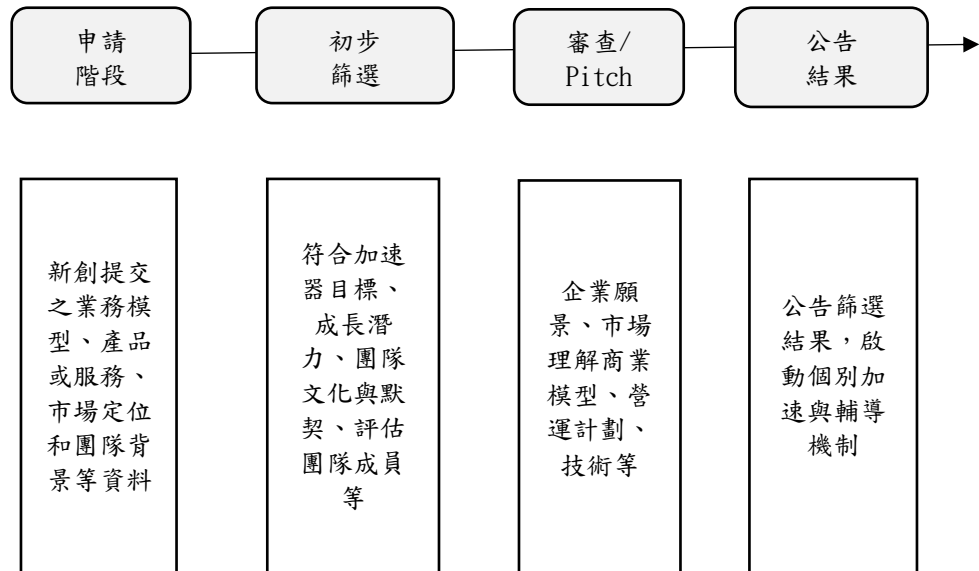 申請
階段
初步
篩選
審查/
Pitch
公告
結果
新創提交
之業務模
型、產品
或服務、
市場定位
和團隊背
景等資料
符合加速
器目標、
成長潛
力、團隊
文化與默
契、評估
團隊成員
等
企業願
景、市場
理解商業
模型、營
運計劃、
技術等
公告篩選
結果，啟
動個別加
速與輔導
機制